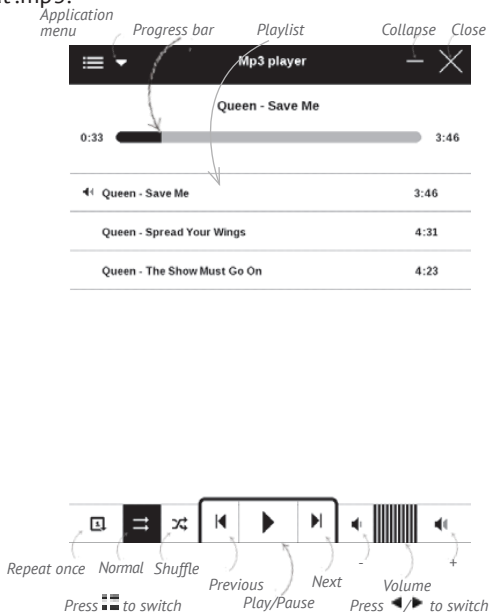 t .mp3.
Application
menu
Progress bar
Playlist
Collapse
Close
Mp3 player
Queen - Save Me
0:33
3:46
Queen - Save Me
3:46
Queen - Spread Your Wings
4:31
Queen - The Show Must Go On
4:23
1
Repeat once
Normal
Shuffle
Previous
Play/Pause
Next
-
Volume
+
Press to switch
Press / to switch